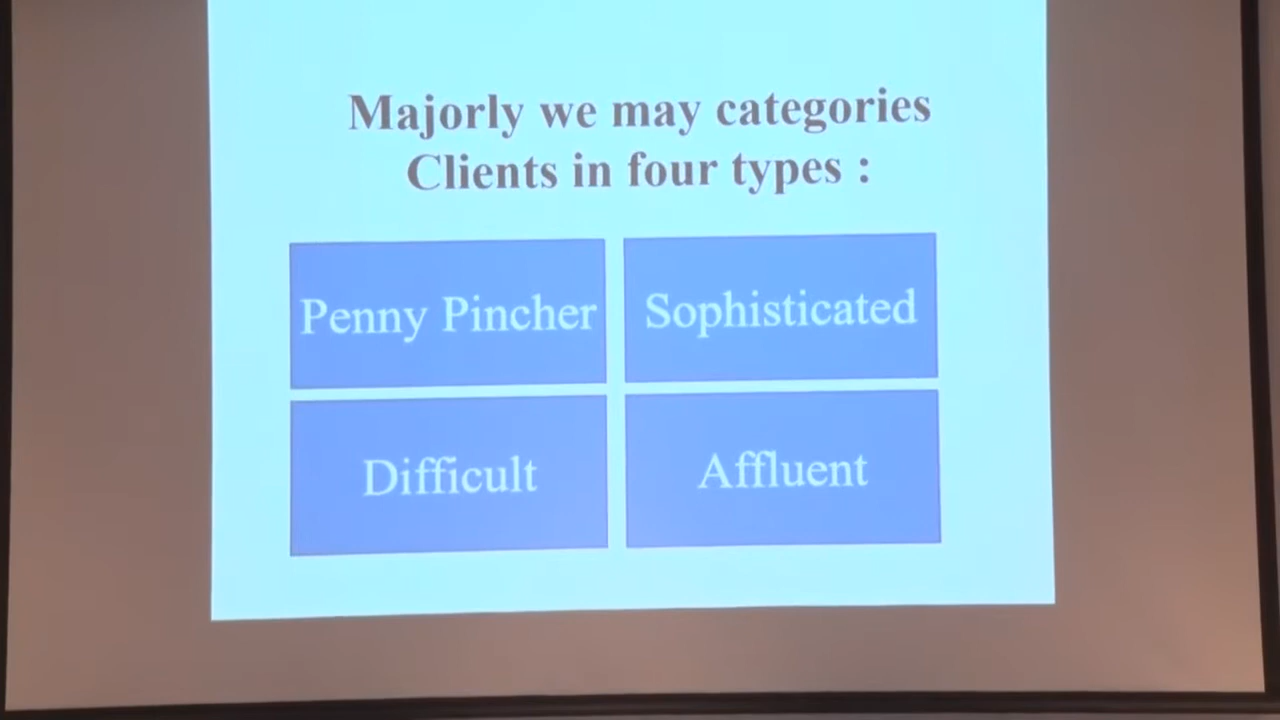 Majorly we may categories
Clients in four types :
Penny Pincher
Sophisticated
Difficult
Affluent